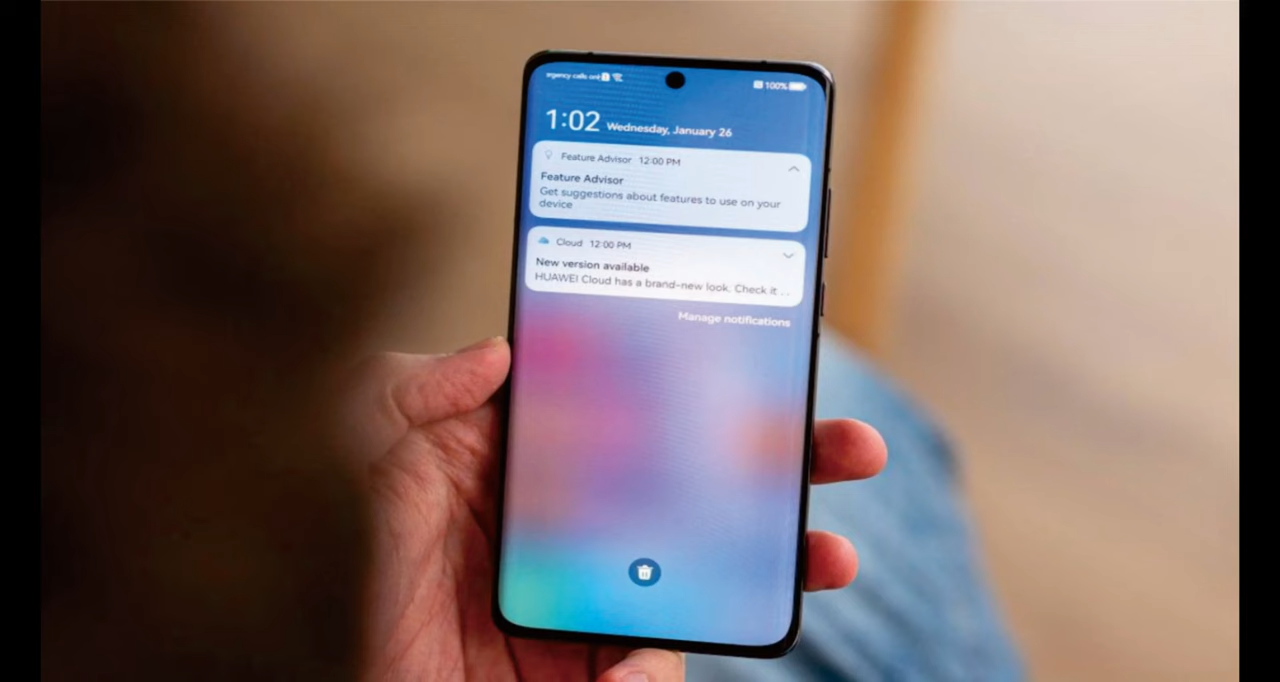 ergency calls onl
100%
1:02 Wednesday, January 26
Feature Advisor 12:00 PM
Feature Advisor
Get suggestions about features to use on your
device
Cloud 12:00 PM
New version available
HUAWEI Cloud has a brand-new look. Check it ...
Manage notifications